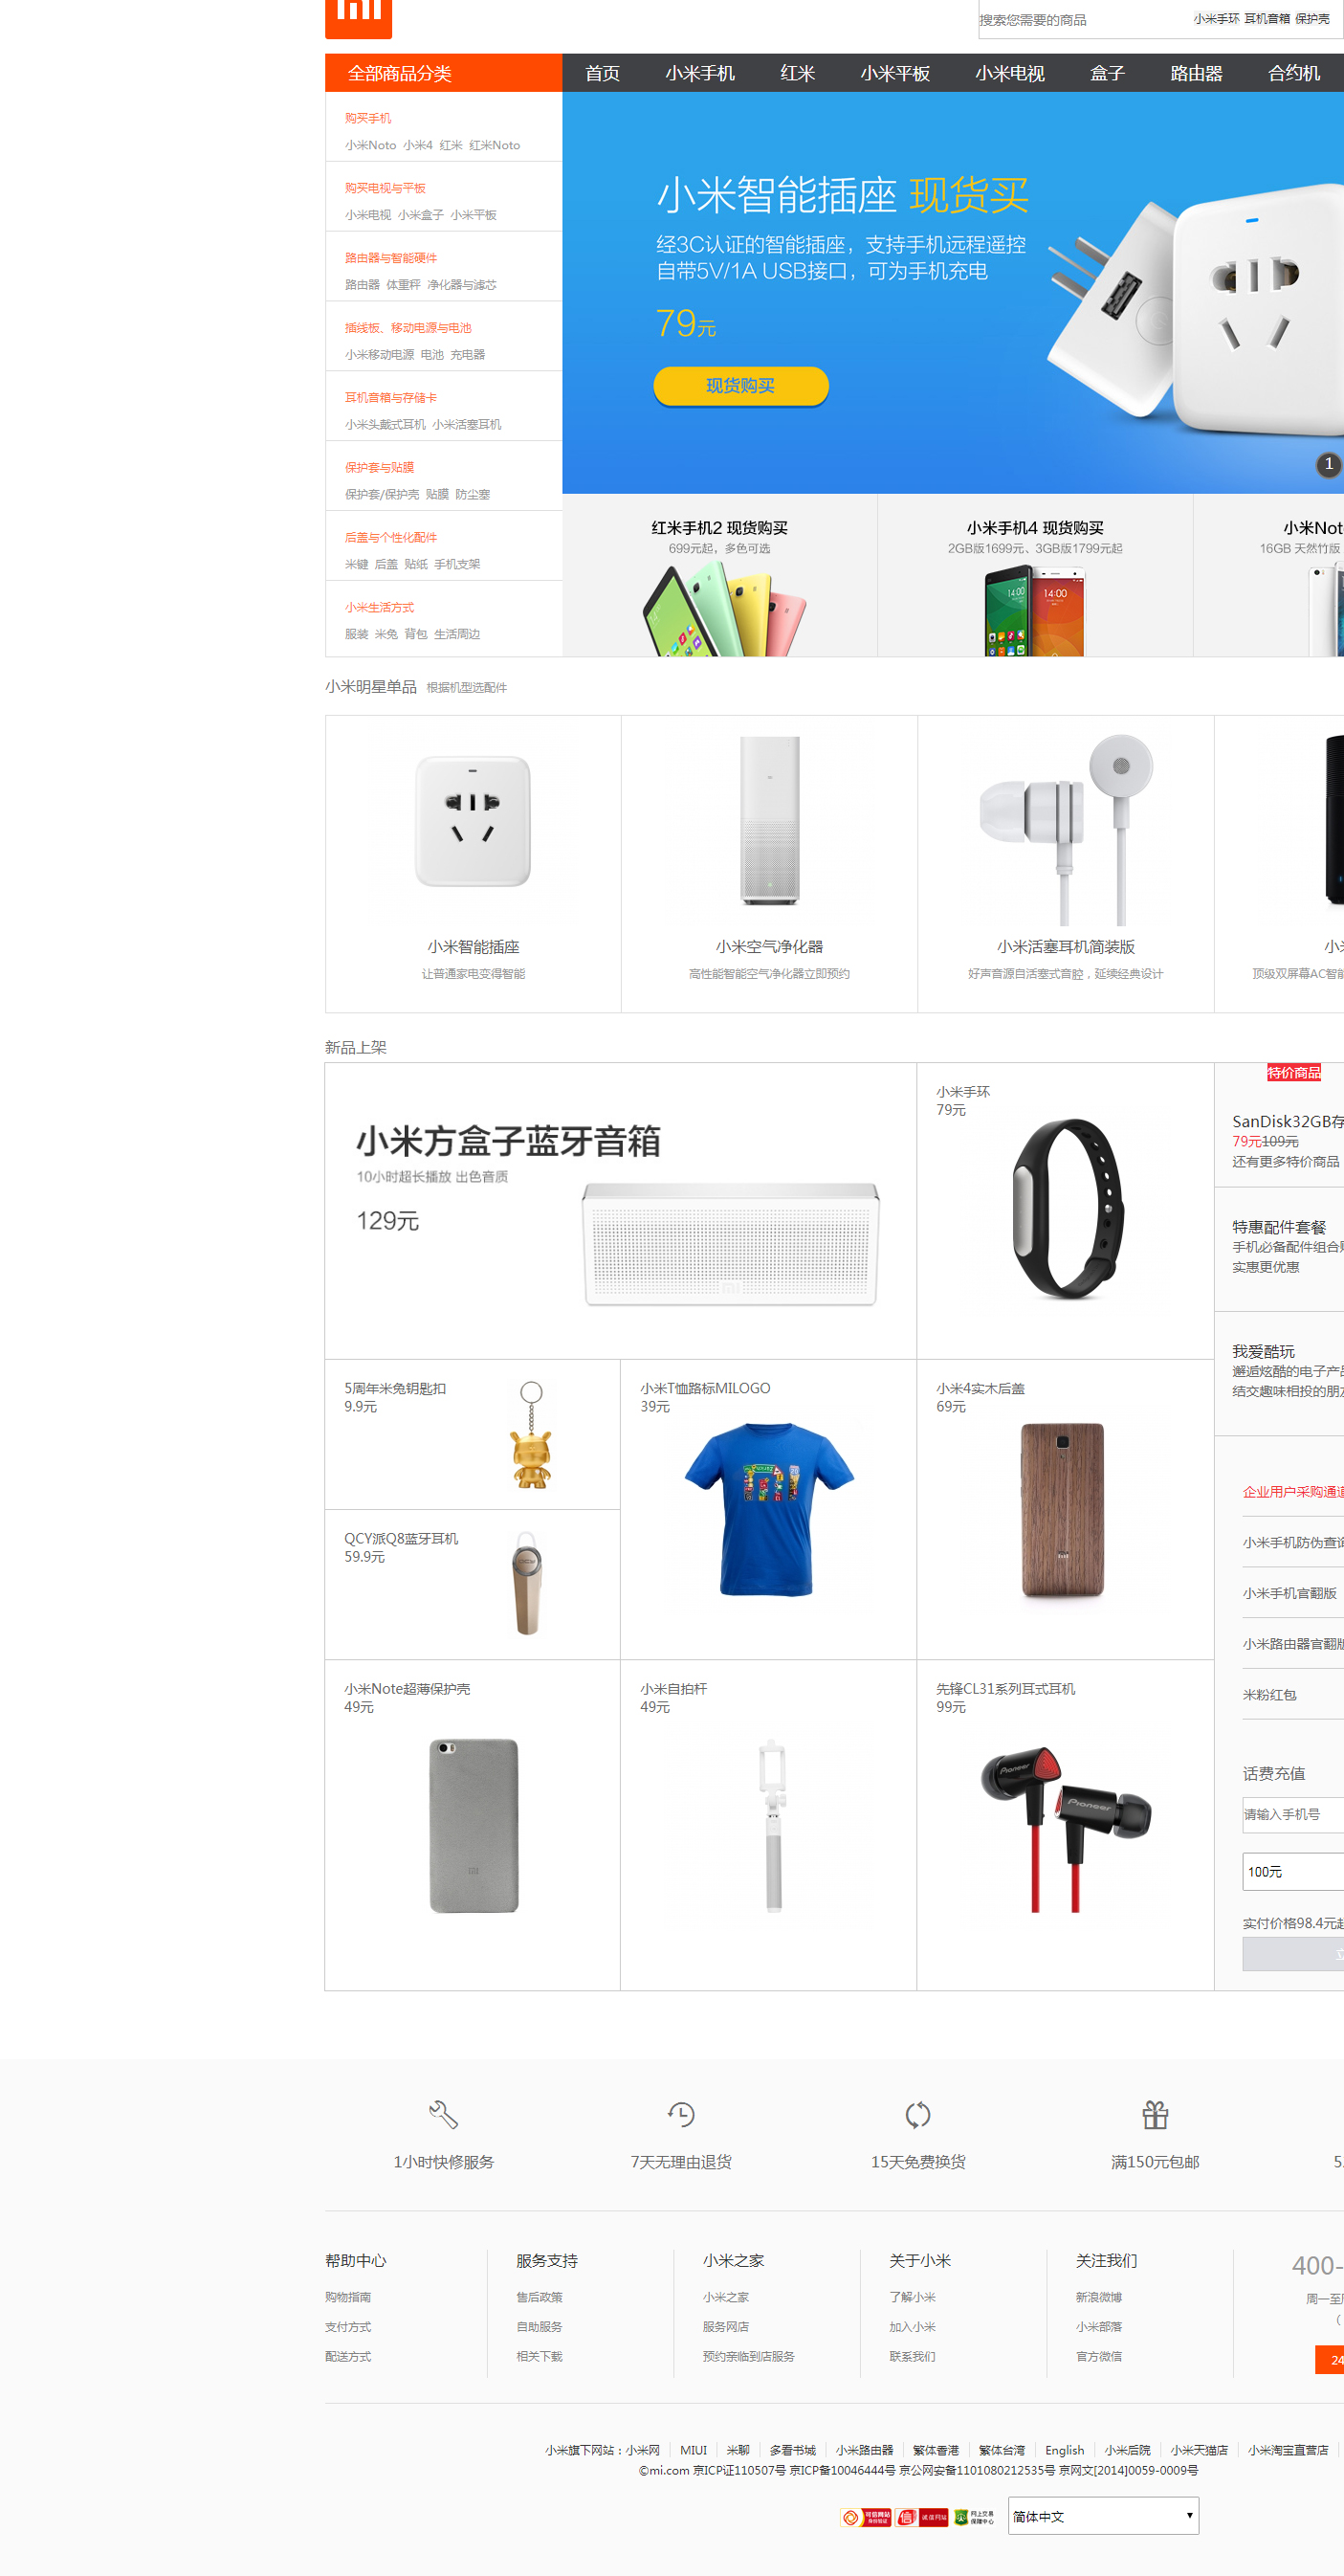 搜索您需要的商品 小米手环 耳机音箱 保护壳
全部商品分类 首页 小米手机 红米 小米平板 小米电视 盒子 路由器 合约机
购买手机
小米Noto 小米4 红米 红米Noto
购买电视与平板
小米电视 小米盒子 小米平板
路由器与智能硬件
路由器 体重秤 净化器与滤芯
插线板、移动电源与电池
小米移动电源 电池 充电器
耳机音箱与存储卡
小米头戴式耳机 小米活塞耳机
保护套与贴膜
保护套/保护壳 贴膜 防尘塞
后盖与个性化配件
米键 后盖 贴纸 手机支架
小米生活方式
服装 米兔 背包 生活周边
小米智能插座 现货买
经3C认证的智能插座，支持手机远程遥控
自带5V/1A USB接口，可为手机充电
79元
现货购买
1
红米手机2 现货购买
699元起，多色可选
小米手机4 现货购买
2GB版1699元、3GB版1799元起
小米Not
16GB 天然竹版
小米明星单品 根据机型选配件
小米智能插座
让普通家电变得智能
小米空气净化器
高性能智能空气净化器立即预约
小米活塞耳机简装版
好声音源自活塞式音腔，延续经典设计
小
顶级双屏幕AC智
新品上架
小米方盒子蓝牙音箱
10小时超长播放 出色音质
129元
小米手环
79元
特价商品
SanDisk32GB存
79元109元
还有更多特价商品
特惠配件套餐
手机必备配件组合
实惠更优惠
我爱酷玩
邂逅炫酷的电子产
结交趣味相投的朋
5周年米兔钥匙扣
9.9元
QCY派Q8蓝牙耳机
59.9元
小米T恤路标MILOGO
39元
小米4实木后盖
69元
企业用户采购通
小米手机防伪查
小米手机官翻版
小米路由器官翻
米粉红包
小米Note超薄保护壳
49元
小米自拍杆
49元
先锋CL31系列耳式耳机
99元
Pioneer
Pioneer
话费充值
请输入手机号
100元
实付价格98.4元
立
1小时快修服务
7天无理由退货
15天免费换货
满150元包邮
5
帮助中心
购物指南
支付方式
配送方式
服务支持
售后政策
自助服务
相关下载
小米之家
小米之家
服务网店
预约亲临到店服务
关于小米
了解小米
加入小米
联系我们
关注我们
新浪微博
小米部落
官方微信
400-
周一至
（
24
小米旗下网站：小米网 MIUI 米聊 多看书城 小米路由器 繁体香港 繁体台湾 English 小米后院 小米天猫店 小米淘宝直营店
©mi.com 京ICP证110507号 京ICP备10046444号 京公网安备1101080212535号 京网文[2014]0059-0009号
可信网站 身份验证 信 诚信网站 网上交易保障中心 简体中文